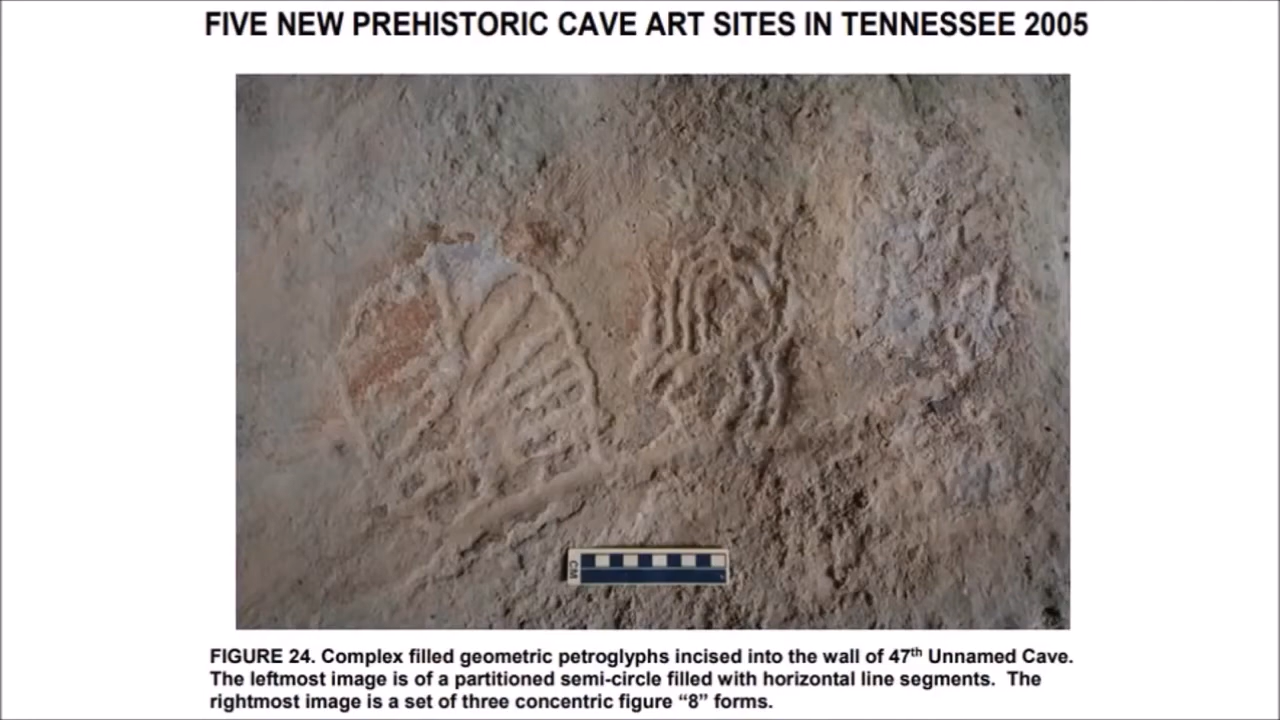 FIVE NEW PREHISTORIC CAVE ART SITES IN TENNESSEE 2005
CM
FIGURE 24. Complex filled geometric petroglyphs incised into the wall of 47th Unnamed Cave.
The leftmost image is of a partitioned semi-circle filled with horizontal line segments. The
rightmost image is a set of three concentric figure “8” forms.